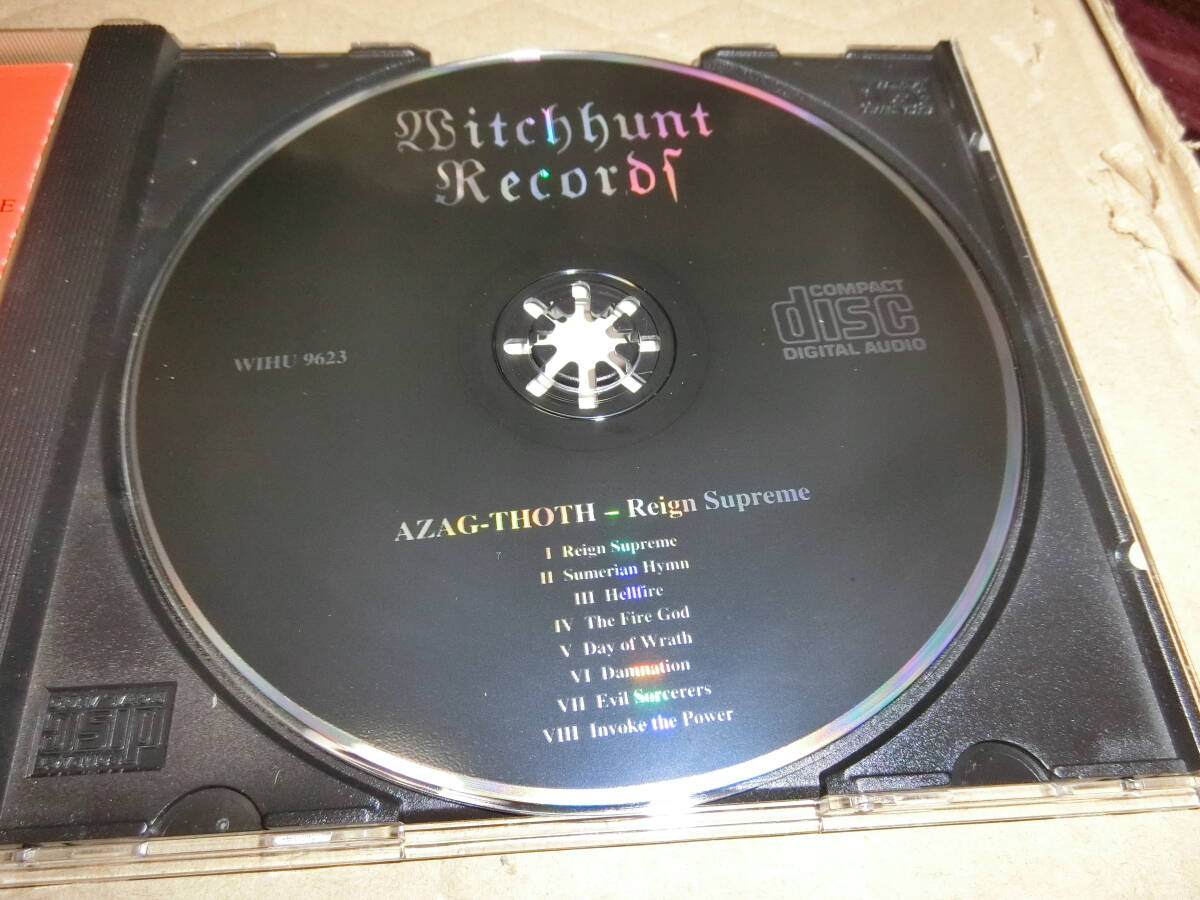 Witchhunt
Recordſ
E
COMPACT
disc
DIGITAL AUDIO
WIHU 9623
AZAG-THOTH – Reign Supreme
I Reign Supreme
II Sumerian Hymn
III Hellfire
IV The Fire God
V Day of Wrath
VI Damnation
VII Evil Sorcerers
VIII Invoke the Power
disc